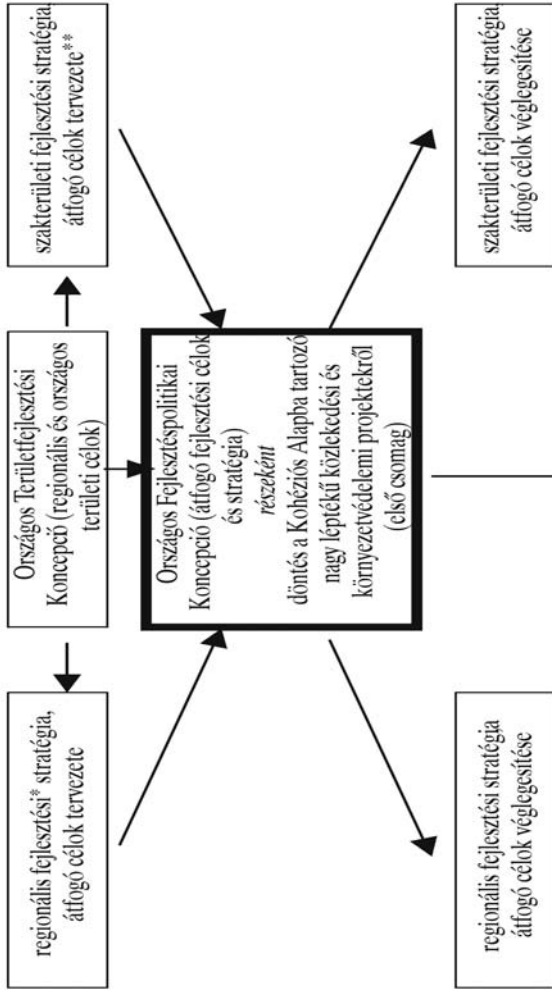 regionális fejlesztési* stratégia,
átfogó célok tervezete
Országos Területfejlesztési
Koncepció (regionális és országos
területi célok)
szakterületi fejlesztési stratégia,
átfogó célok tervezete**
Országos Fejlesztéspolitikai
Koncepció (átfogó fejlesztési célok
és stratégia)
részeként
döntés a Kohéziós Alapba tartozó
nagy léptékű közlekedési és
környezetvédelemi projektekről
(első csomag)
regionális fejlesztési stratégia
átfogó célok véglegesítése
szakterületi fejlesztési stratégia,
átfogó célok véglegesítése